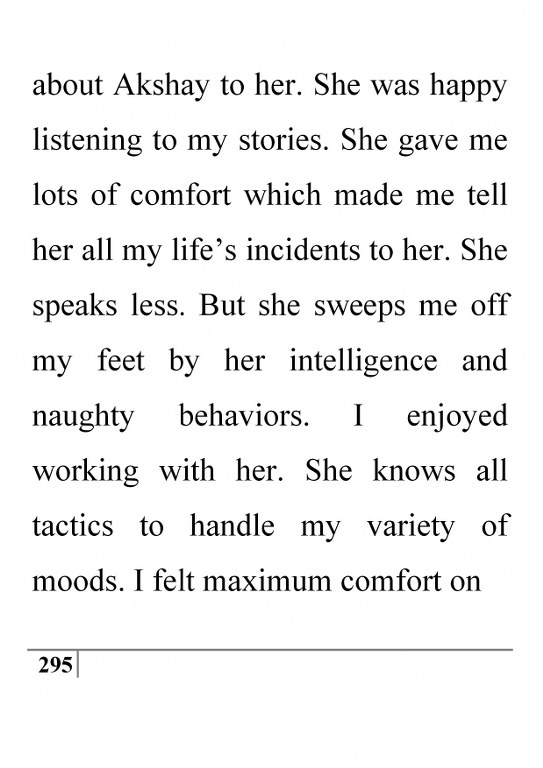 about Akshay to her. She was happy
listening to my stories. She gave me
lots of comfort which made me tell
her all my life’s incidents to her. She
speaks less. But she sweeps me off
my feet by her intelligence and
naughty behaviors. I enjoyed
working with her. She knows all
tactics to handle my variety of
moods. I felt maximum comfort on
295